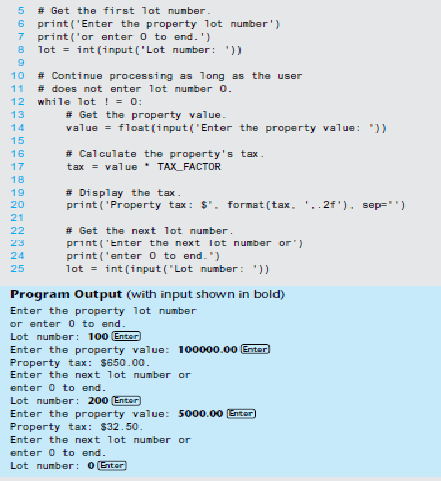 5 # Get the first lot number.
6 print('Enter the property lot number')
7 print('or enter 0 to end.')
8 lot = int(input('Lot number: '))
9
10 # Continue processing as long as the user
11 # does not enter lot number 0.
12 while lot ! = 0:
13 # Get the property value.
14 value = float(input('Enter the property value: '))
15
16 # Calculate the property's tax.
17 tax = value * TAX_FACTOR
18
19 # Display the tax.
20 print('Property tax: $', format(tax, ',.2f'), sep='')
21
22 # Get the next lot number.
23 print('Enter the next lot number or')
24 print('enter 0 to end.')
25 lot = int(input('Lot number: '))
Program Output (with input shown in bold)
Enter the property lot number
or enter 0 to end.
Lot number: 100 Enter
Enter the property value: 100000.00 Enter
Property tax: $650.00.
Enter the next lot number or
enter 0 to end.
Lot number: 200 Enter
Enter the property value: 5000.00 Enter
Property tax: $32.50.
Enter the next lot number or
enter 0 to end.
Lot number: 0 Enter